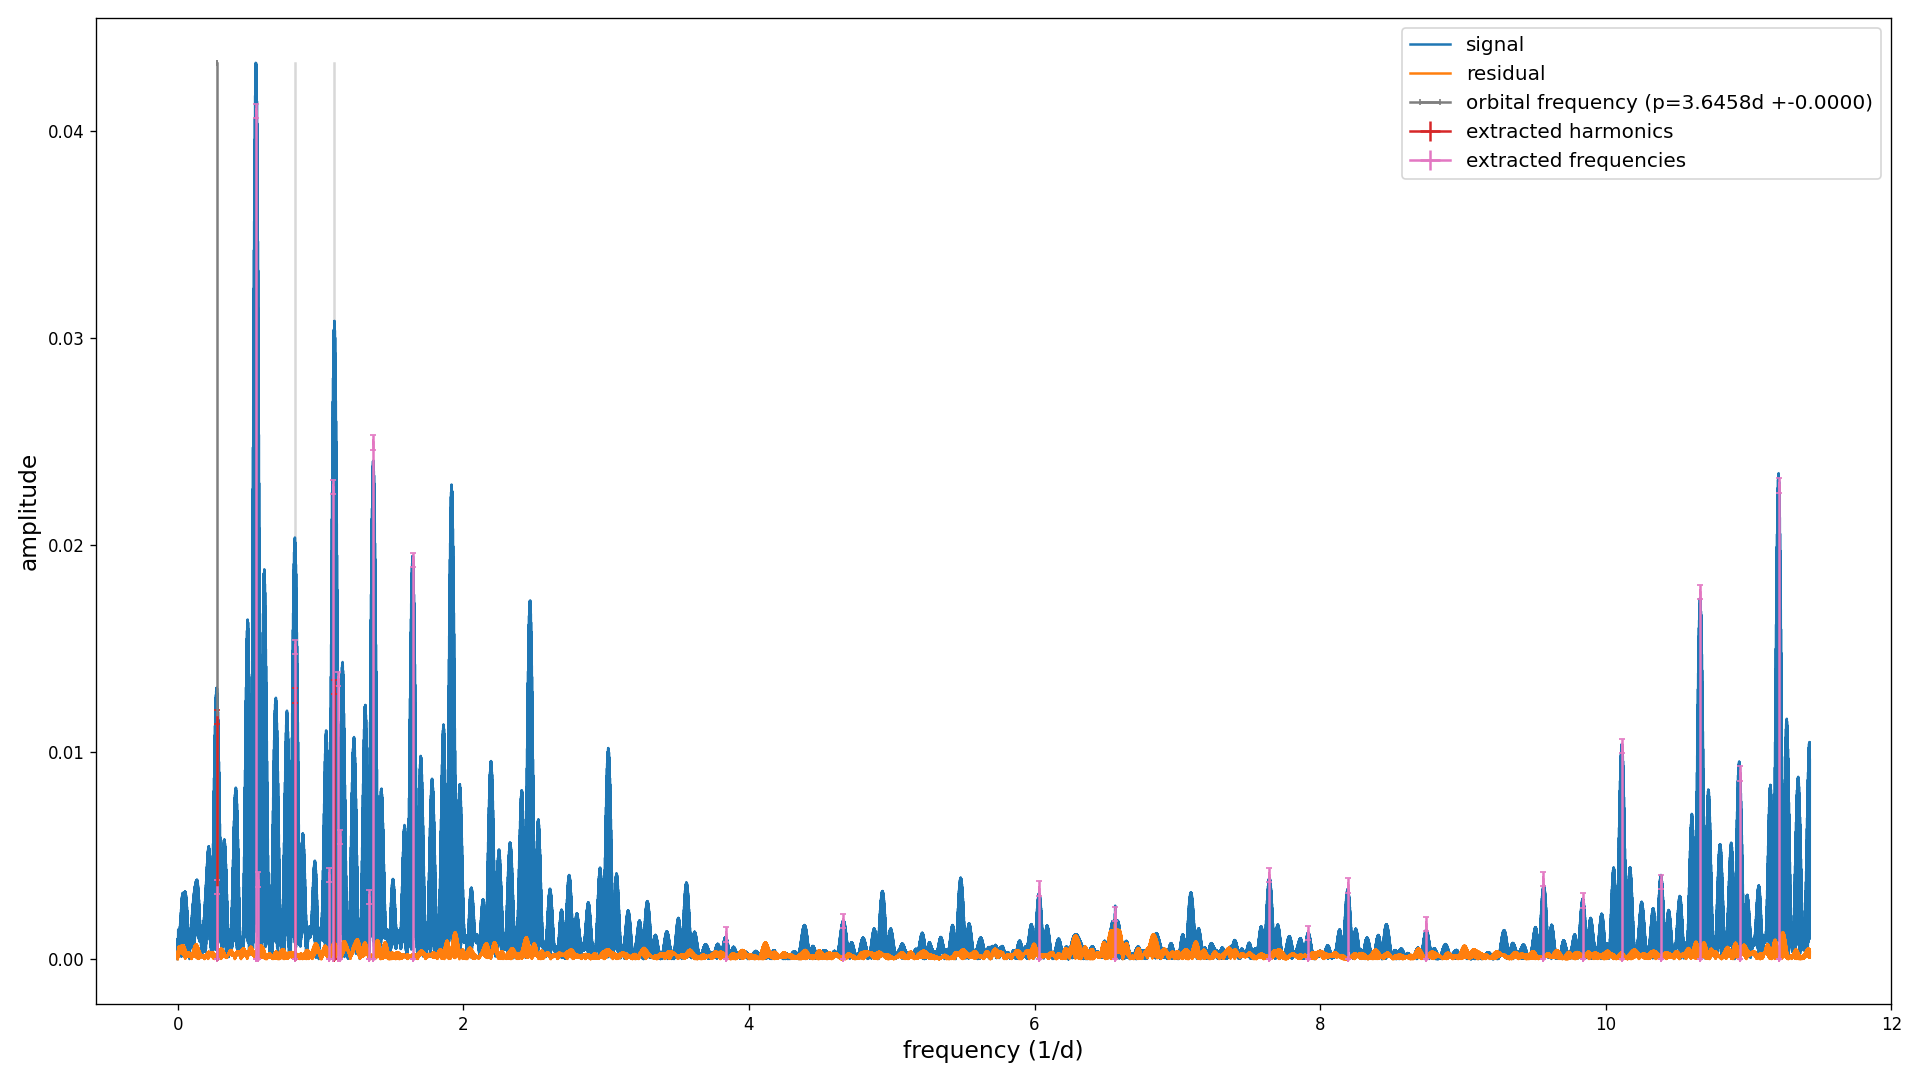 signal
residual
orbital frequency (p=3.6458d +-0.0000)
extracted harmonics
extracted frequencies
0.04
0.03
0.02
0.01
0.00
amplitude
0 2 4 6 8 10 12
frequency (1/d)